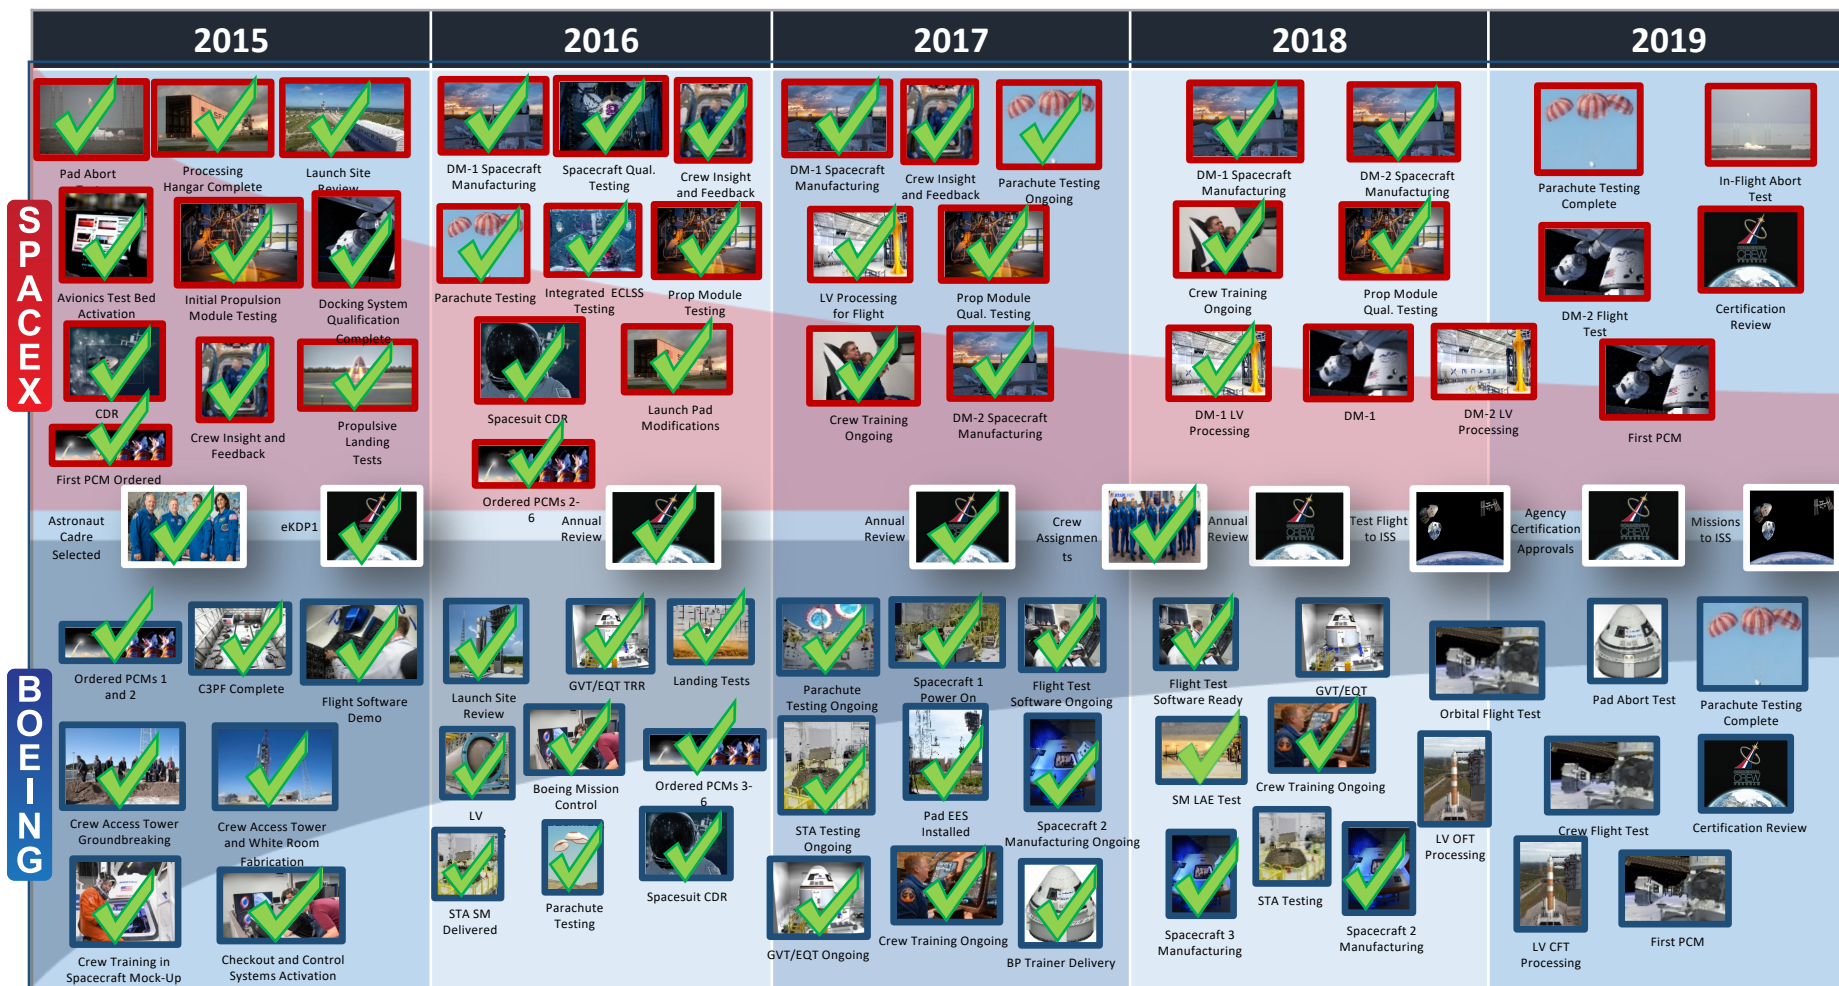 2015
2016
2017
2018
2019
SPACEX
Pad Abort
Processing
Hangar Complete
Launch Site
Review
Avionics Test Bed
Activation
Initial Propulsion
Module Testing
Docking System
Qualification
Complete
CDR
Crew Insight and
Feedback
Propulsive
Landing
Tests
First PCM Ordered
DM-1 Spacecraft
Manufacturing
Spacecraft Qual.
Testing
Crew Insight
and Feedback
Parachute Testing
Integrated ECLSS
Testing
Prop Module
Testing
Spacesuit CDR
Launch Pad
Modifications
Ordered PCMs 2-
6
DM-1 Spacecraft
Manufacturing
Crew Insight
and Feedback
Parachute Testing
Ongoing
LV Processing
for Flight
Prop Module
Qual. Testing
Crew Training
Ongoing
DM-2 Spacecraft
Manufacturing
DM-1 Spacecraft
Manufacturing
DM-2 Spacecraft
Manufacturing
Crew Training
Ongoing
Prop Module
Qual. Testing
DM-1 LV
Processing
DM-1
DM-2 LV
Processing
Parachute Testing
Complete
In-Flight Abort
Test
DM-2 Flight
Test
Certification
Review
First PCM
Astronaut
Cadre
Selected
eKDP1
Annual
Review
Annual
Review
Crew
Assignmen
ts
Annual
Review
Test Flight
to ISS
Agency
Certification
Approvals
Missions
to ISS
BOEING
Ordered PCMs 1
and 2
C3PF Complete
Flight Software
Demo
Crew Access Tower
Groundbreaking
Crew Access Tower
and White Room
Fabrication
Crew Training in
Spacecraft Mock-Up
Checkout and Control
Systems Activation
Launch Site
Review
GVT/EQT TRR
Landing Tests
LV
Boeing Mission
Control
Ordered PCMs 3-
6
STA SM
Delivered
Parachute
Testing
Spacesuit CDR
Parachute
Testing Ongoing
Spacecraft 1
Power On
Flight Test
Software Ongoing
STA Testing
Ongoing
Pad EES
Installed
Spacecraft 2
Manufacturing Ongoing
GVT/EQT Ongoing
Crew Training Ongoing
BP Trainer Delivery
Flight Test
Software Ready
GVT/EQT
Orbital Flight Test
SM LAE Test
Crew Training Ongoing
LV OFT
Processing
Spacecraft 3
Manufacturing
STA Testing
Spacecraft 2
Manufacturing
Pad Abort Test
Parachute Testing
Complete
Crew Flight Test
Certification Review
LV CFT
Processing
First PCM